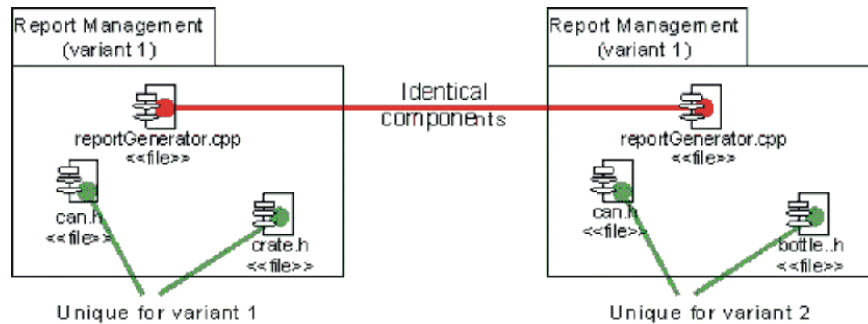 Report Management
(variant 1)
reportGenerator.cpp
<<file>>
can.h
<<file>>
crate.h
<<file>>
Unique for variant 1
Identical
components
Report Management
(variant 1)
reportGenerator.cpp
<<file>>
can.h
<<file>>
bottle..h
<<file>>
Unique for variant 2